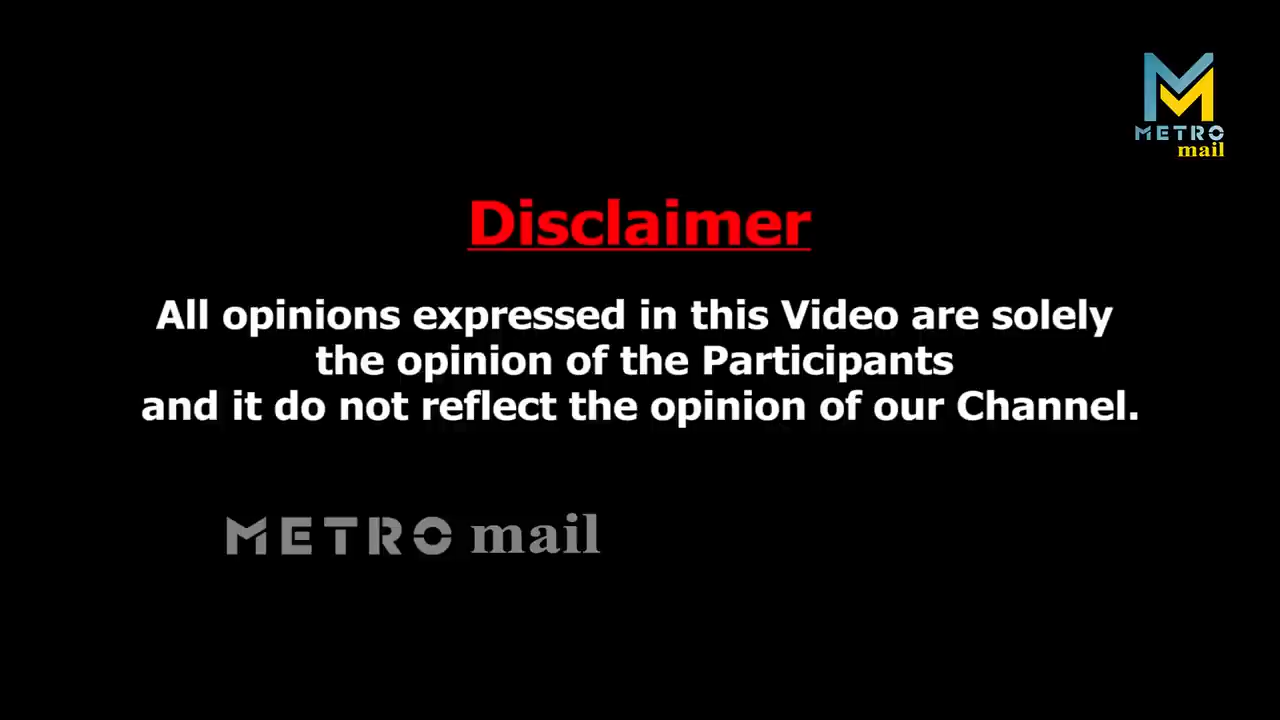 METRO
mail
Disclaimer
All opinions expressed in this Video are solely
the opinion of the Participants
and it do not reflect the opinion of our Channel.
METRO mail